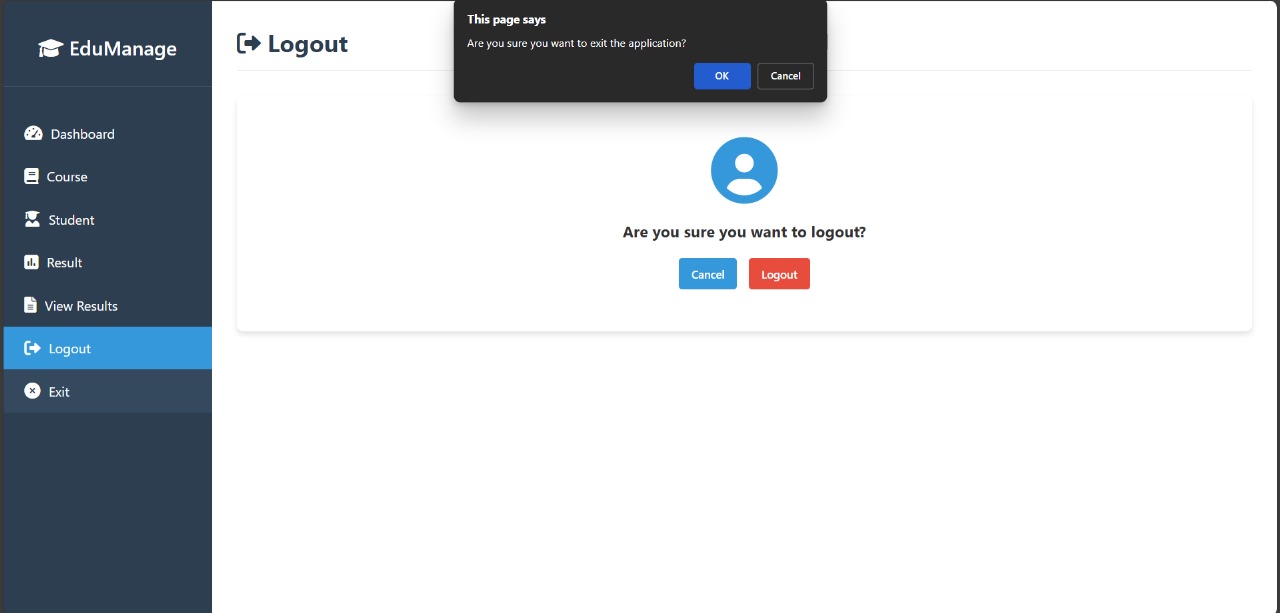 EduManage
Dashboard
Course
Student
Result
View Results
Logout
Exit
Logout
This page says
Are you sure you want to exit the application?
OK Cancel
Are you sure you want to logout?
Cancel Logout